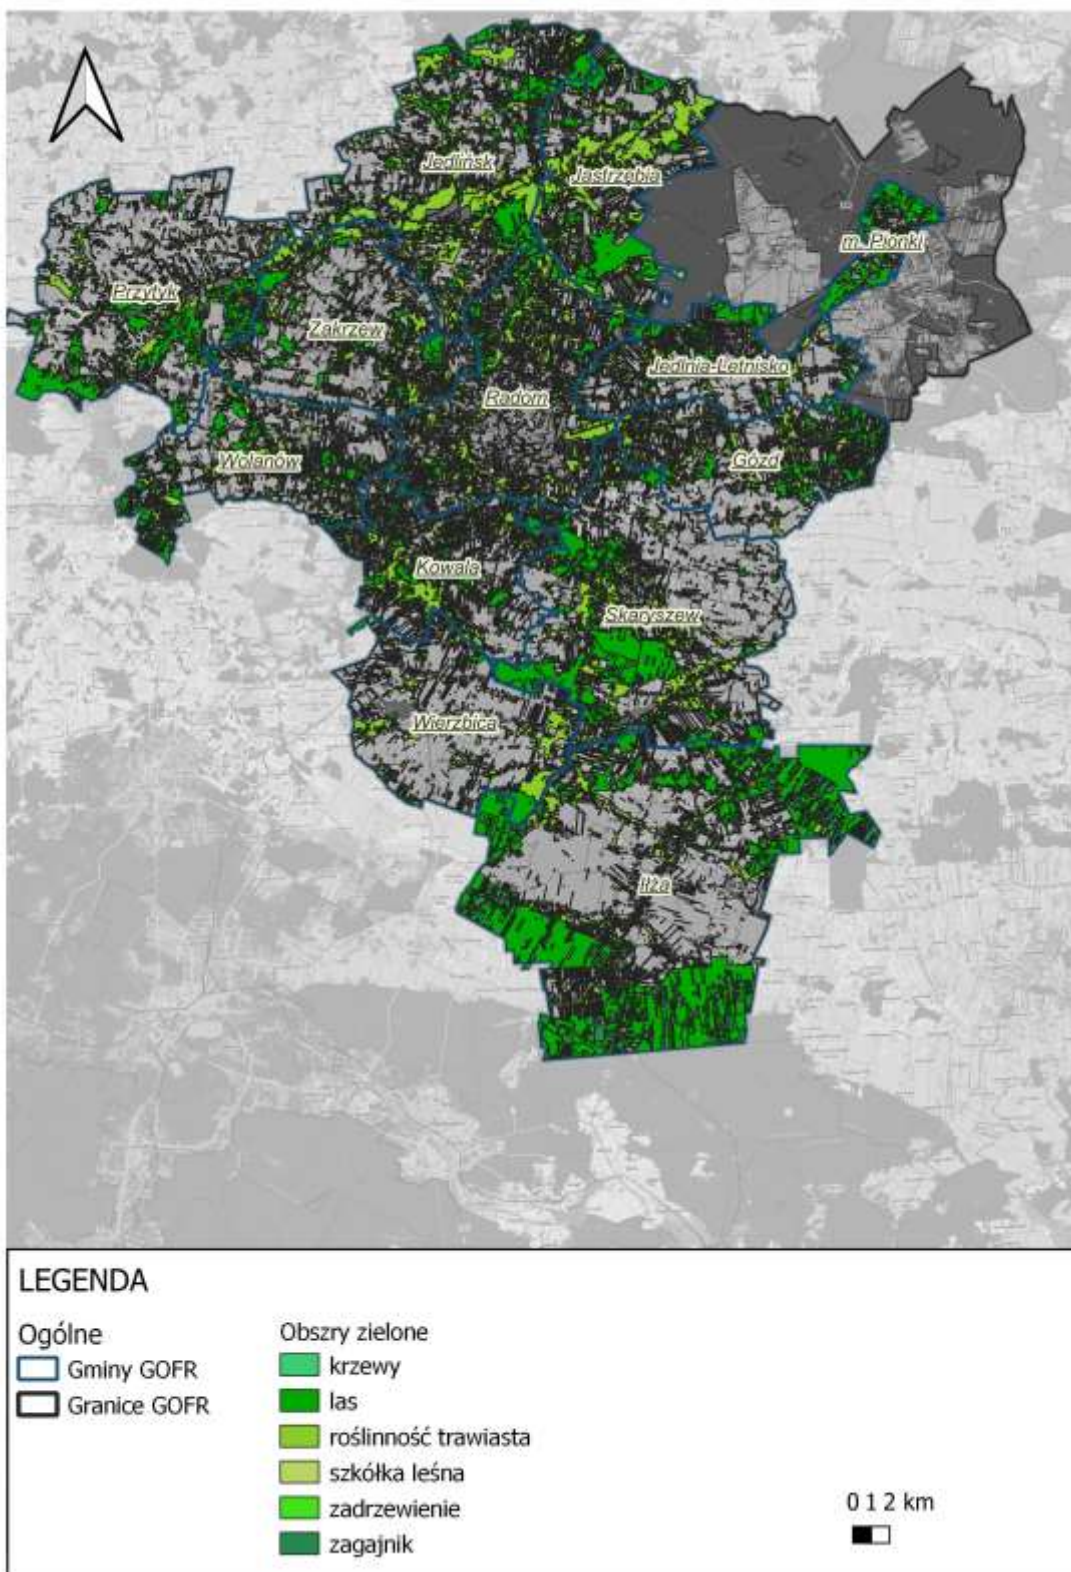 Jedlińsk
Jastrzębia
m. Pionki
Przytyk
Zakrzew
Jedlnia-Letnisko
Radom
Wolanów
Gózd
Kowala
Skaryszew
Wierzbica
Iłża
LEGENDA
Ogólne
Gminy GOFR
Granice GOFR
Obszry zielone
krzewy
las
roślinność trawiasta
szkółka leśna
zadrzewienie
zagajnik
0 1 2 km